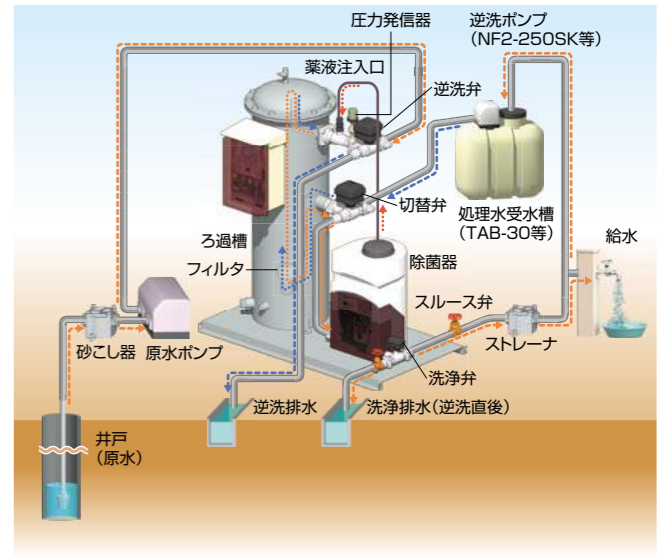 圧力発信器
逆洗ポンプ
（NF2-250SK等）
薬液注入口
逆洗弁
切替弁
処理水受水槽
（TAB-30等）
給水
ろ過槽
フィルタ
除菌器
スルース弁
ストレーナ
砂こし器
原水ポンプ
洗浄弁
逆洗排水
洗浄排水（逆洗直後）
井戸
（原水）